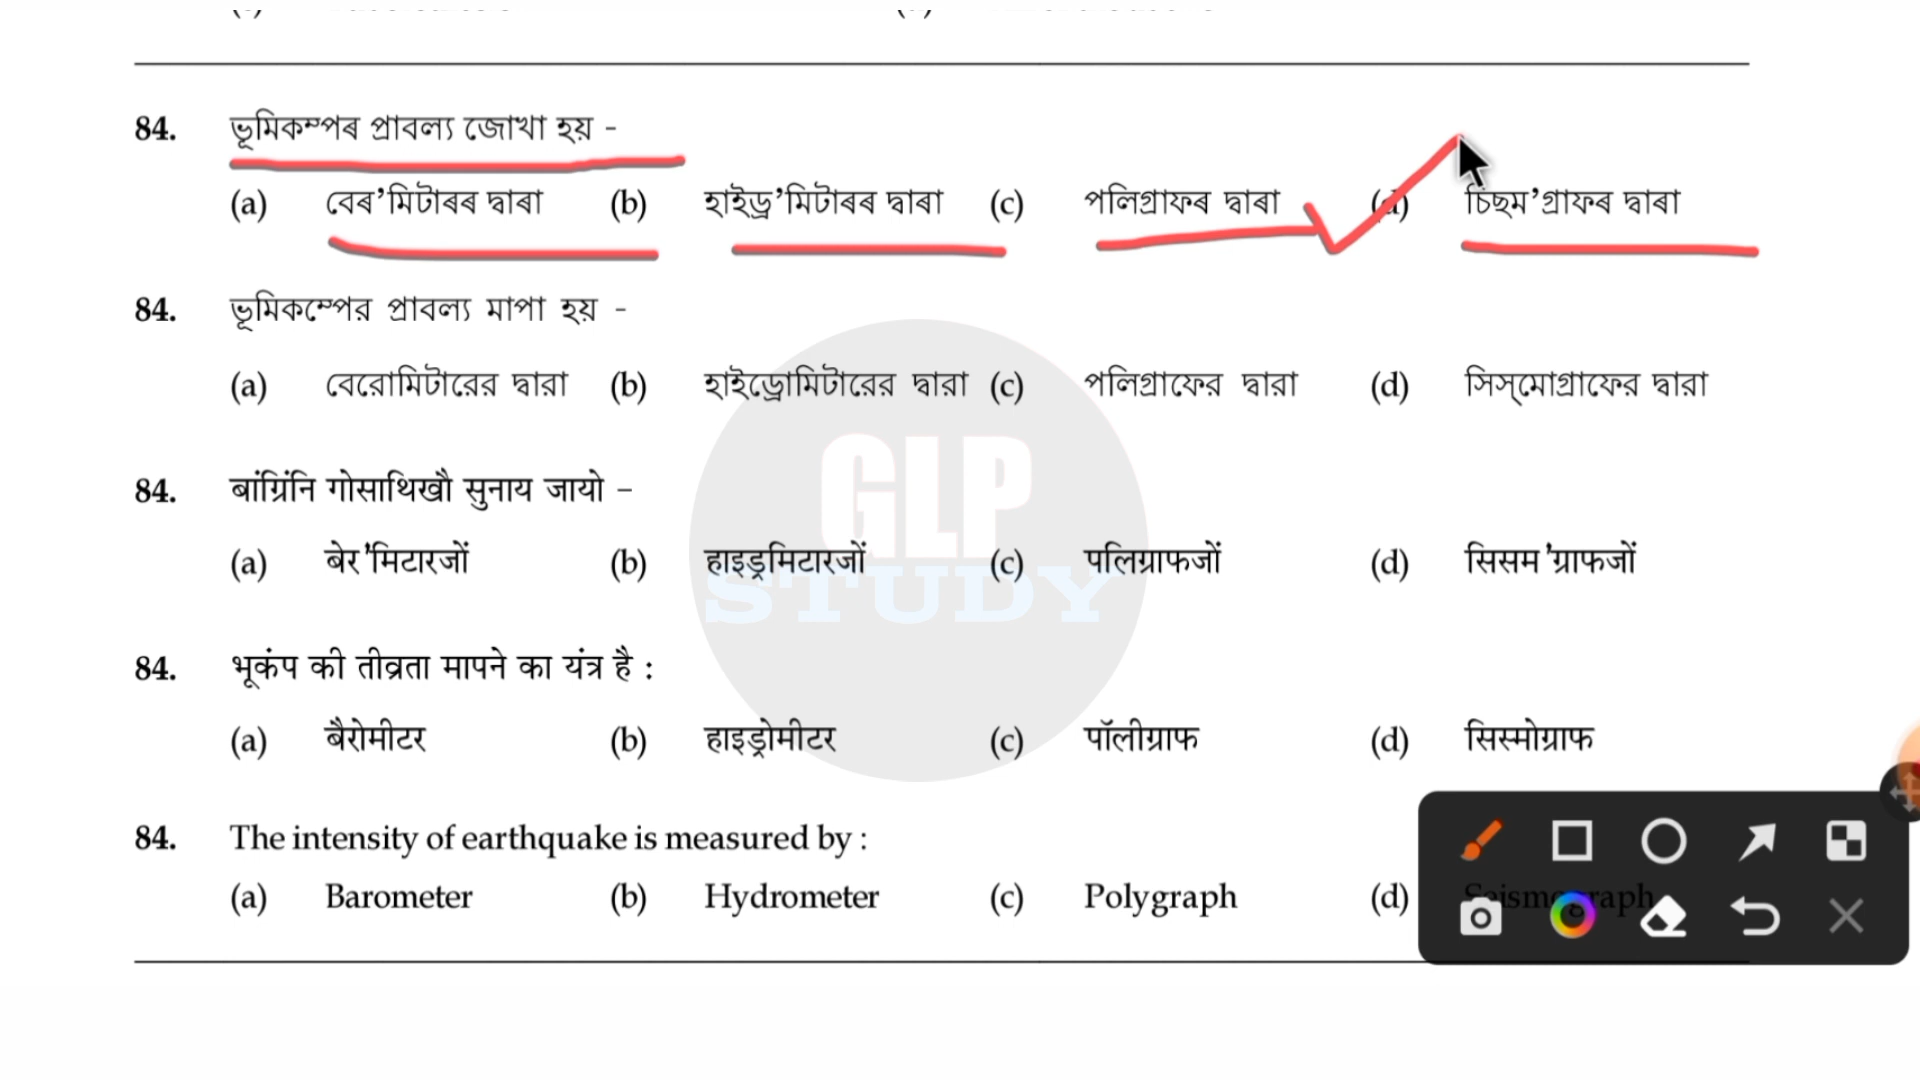 84. ভূমিকম্পৰ প্ৰাবল্য জোখা হয় -
(a) বেৰ’মিটাৰৰ দ্বাৰা (b) হাইড্ৰ’মিটাৰৰ দ্বাৰা (c) পলিগ্ৰাফৰ দ্বাৰা (d) চিছম’গ্ৰাফৰ দ্বাৰা
84. ভূমিকম্পের প্রাবল্য মাপা হয় -
(a) বেরোমিটারের দ্বারা (b) হাইড্রোমিটারের দ্বারা (c) পলিগ্রাফের দ্বারা (d) সিস্‌মোগ্রাফের দ্বারা
GLP
STUDY
84. बांग्रिंनि गोसाथिखौ सुनाय जायो –
(a) बेर'मिटारजों (b) हाइड्रमिटारजों (c) पलिग्राफजों (d) सिसम'ग्राफजों
84. भूकंप की तीव्रता मापने का यंत्र है :
(a) बैरोमीटर (b) हाइड्रोमीटर (c) पॉलीग्राफ (d) सिस्मोग्राफ
84. The intensity of earthquake is measured by :
(a) Barometer (b) Hydrometer (c) Polygraph (d) Seismograph